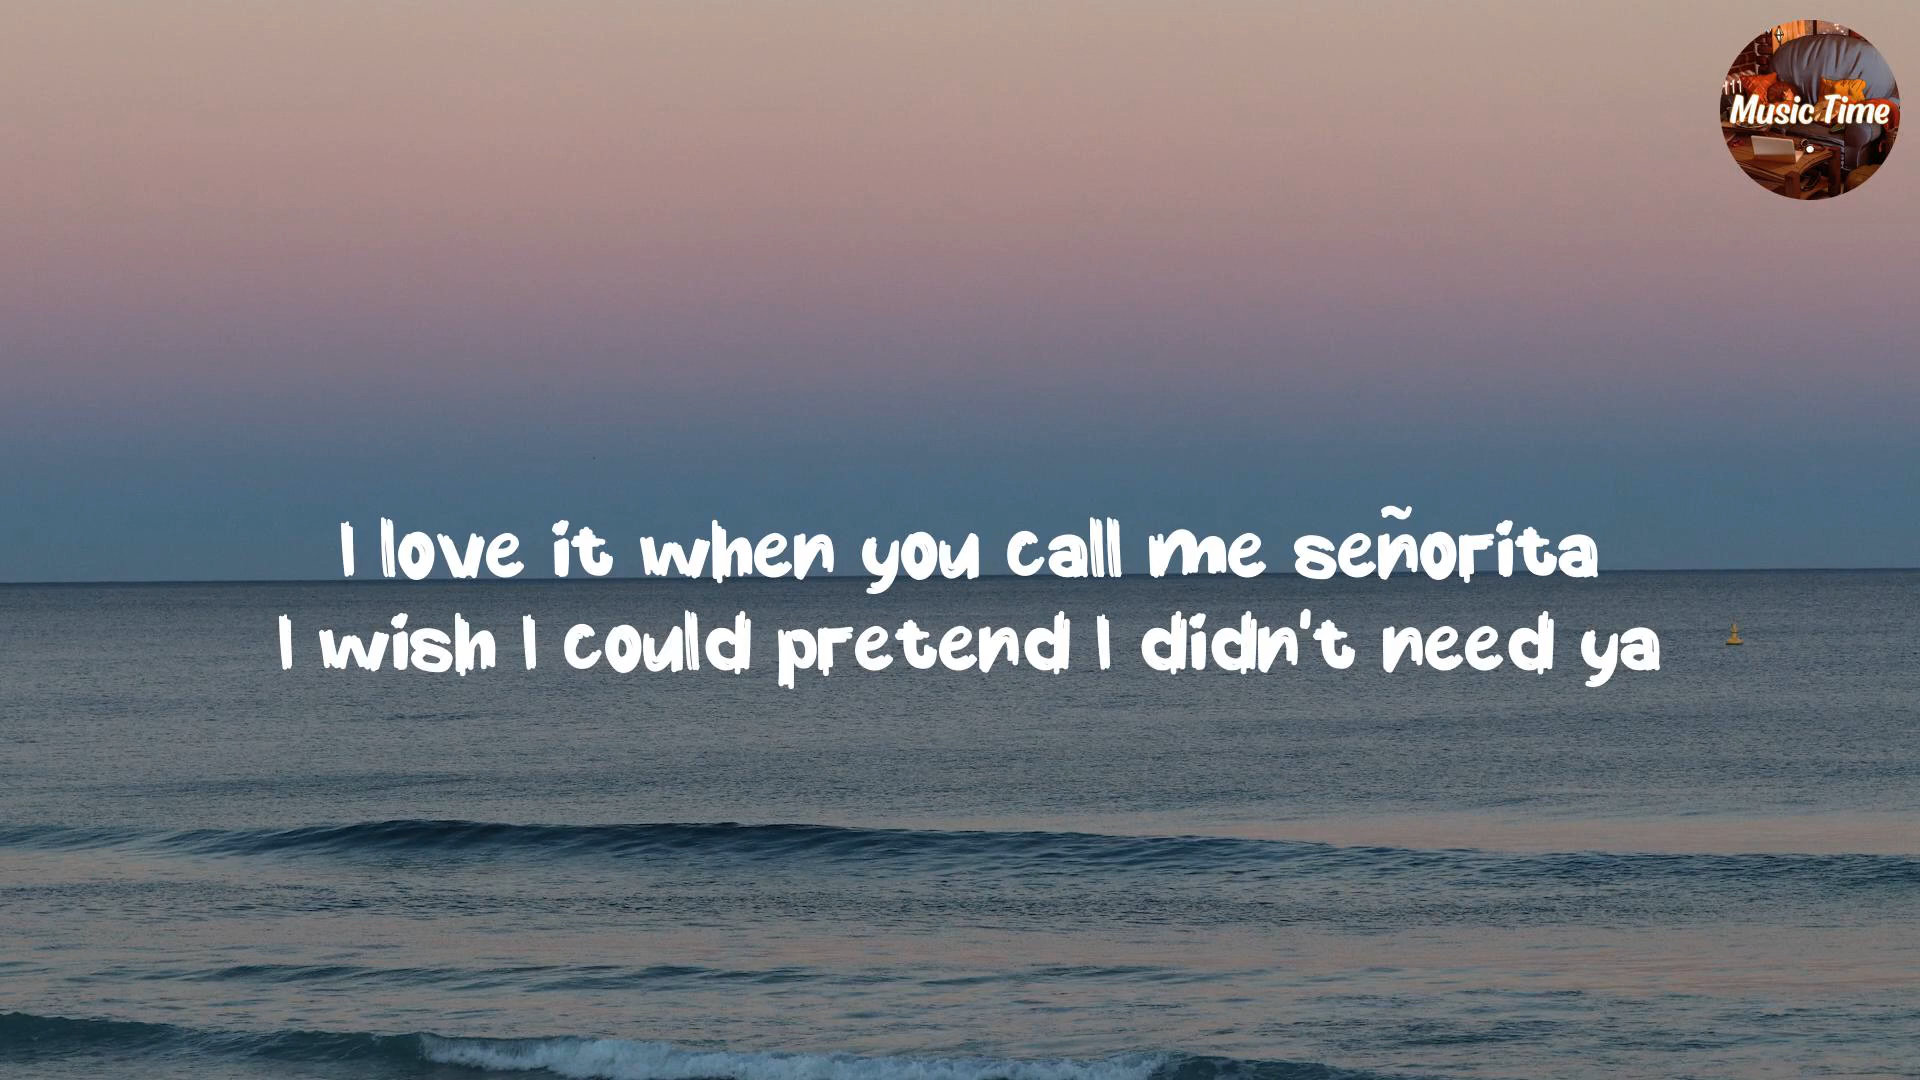 Music Time
I love it when you call me señorita
I wish I could pretend I didn't need ya